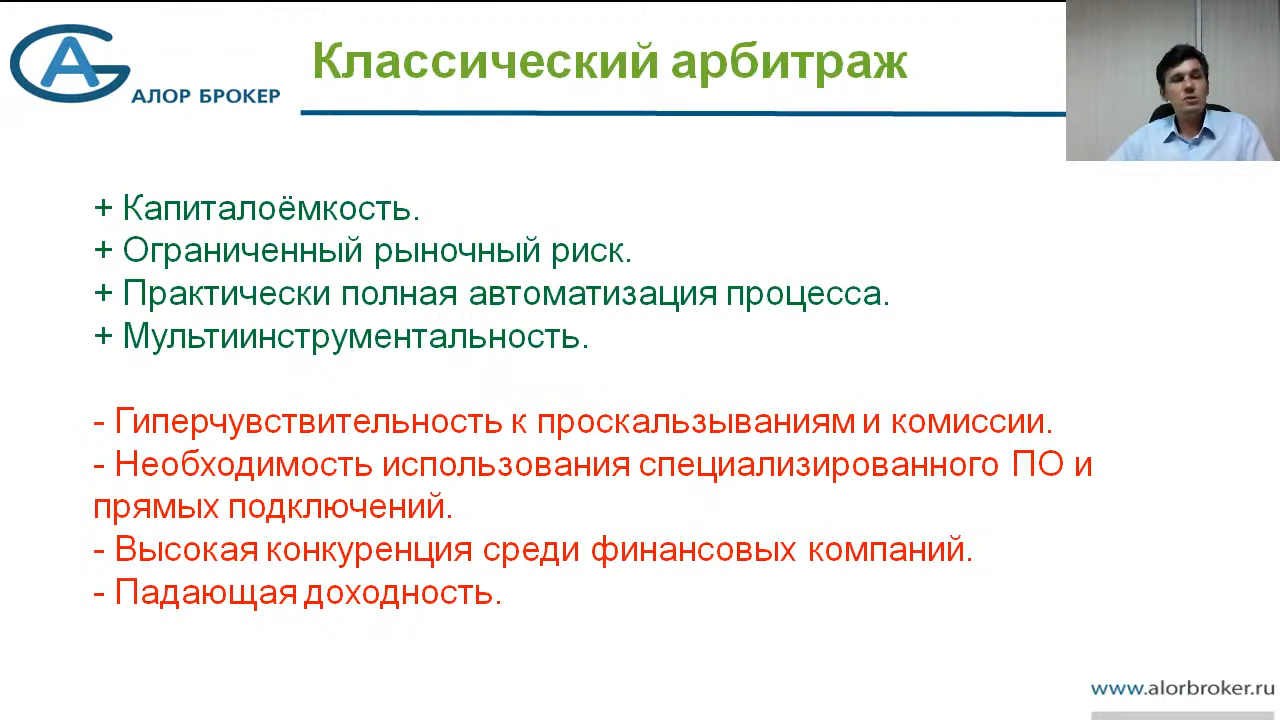 Классический арбитраж
АЛОР БРОКЕР
+ Капиталоёмкость.
+ Ограниченный рыночный риск.
+ Практически полная автоматизация процесса.
+ Мультиинструментальность.
- Гиперчувствительность к проскальзываниям и комиссии.
- Необходимость использования специализированного ПО и
прямых подключений.
- Высокая конкуренция среди финансовых компаний.
- Падающая доходность.
www.alorbroker.ru